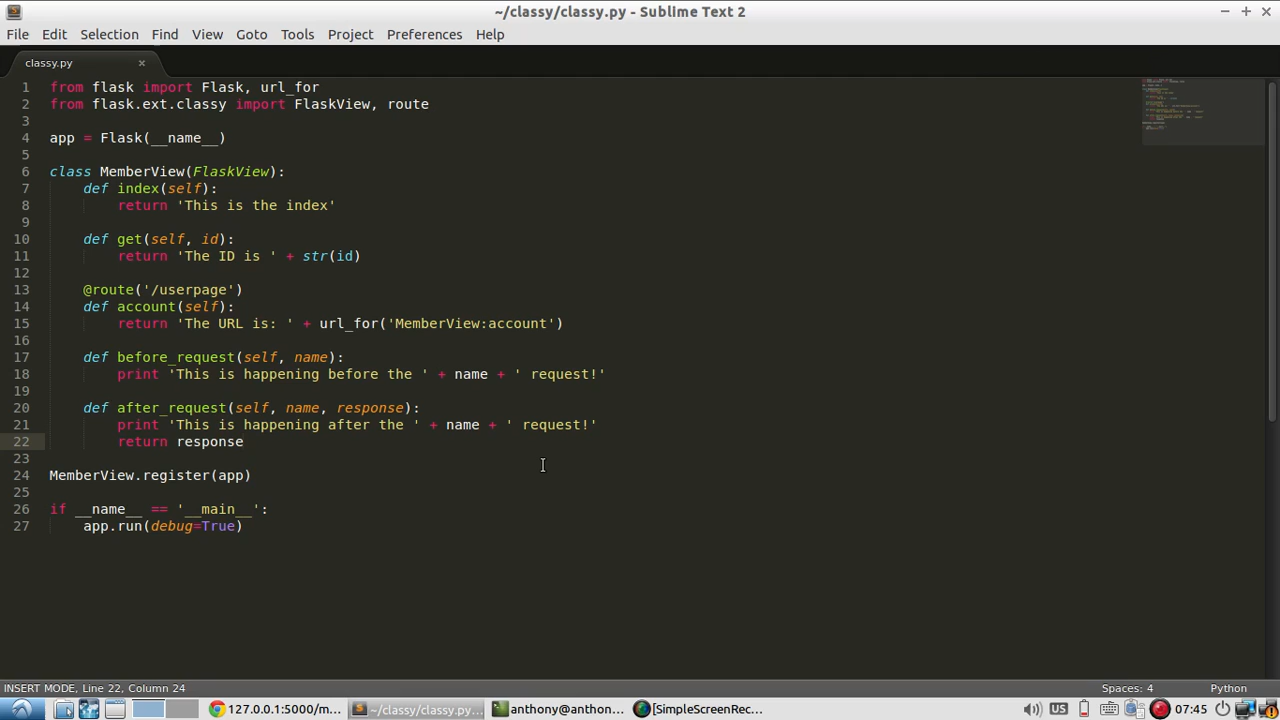 ~/classy/classy.py - Sublime Text 2
File Edit Selection Find View Goto Tools Project Preferences Help
classy.py ×
1 from flask import Flask, url_for
2 from flask.ext.classy import FlaskView, route
3
4 app = Flask(__name__)
5
6 class MemberView(FlaskView):
7     def index(self):
8         return 'This is the index'
9
10     def get(self, id):
11         return 'The ID is ' + str(id)
12
13     @route('/userpage')
14     def account(self):
15         return 'The URL is: ' + url_for('MemberView:account')
16
17     def before_request(self, name):
18         print 'This is happening before the ' + name + ' request!'
19
20     def after_request(self, name, response):
21         print 'This is happening after the ' + name + ' request!'
22         return response
23
24 MemberView.register(app)
25
26 if __name__ == '__main__':
27     app.run(debug=True)
INSERT MODE, Line 22, Column 24 Spaces: 4 Python
127.0.0.1:5000/m... ~/classy/classy.py... anthony@anthon... [SimpleScreenRec... US 07:45